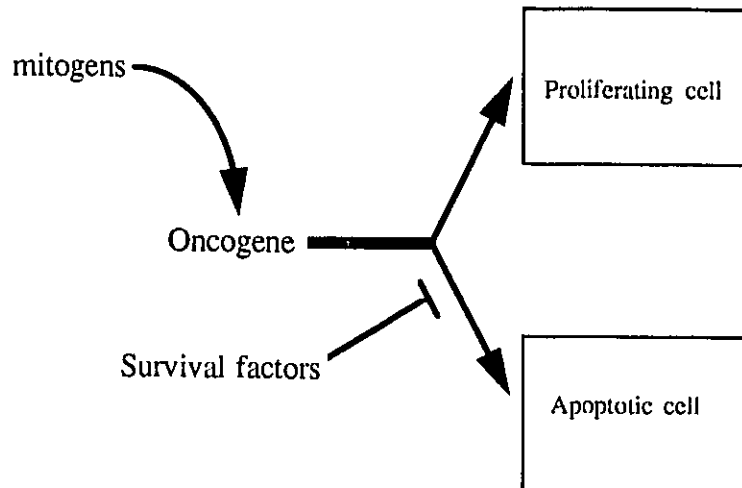 mitogens
Proliferating cell
Oncogene
Survival factors
Apoptotic cell